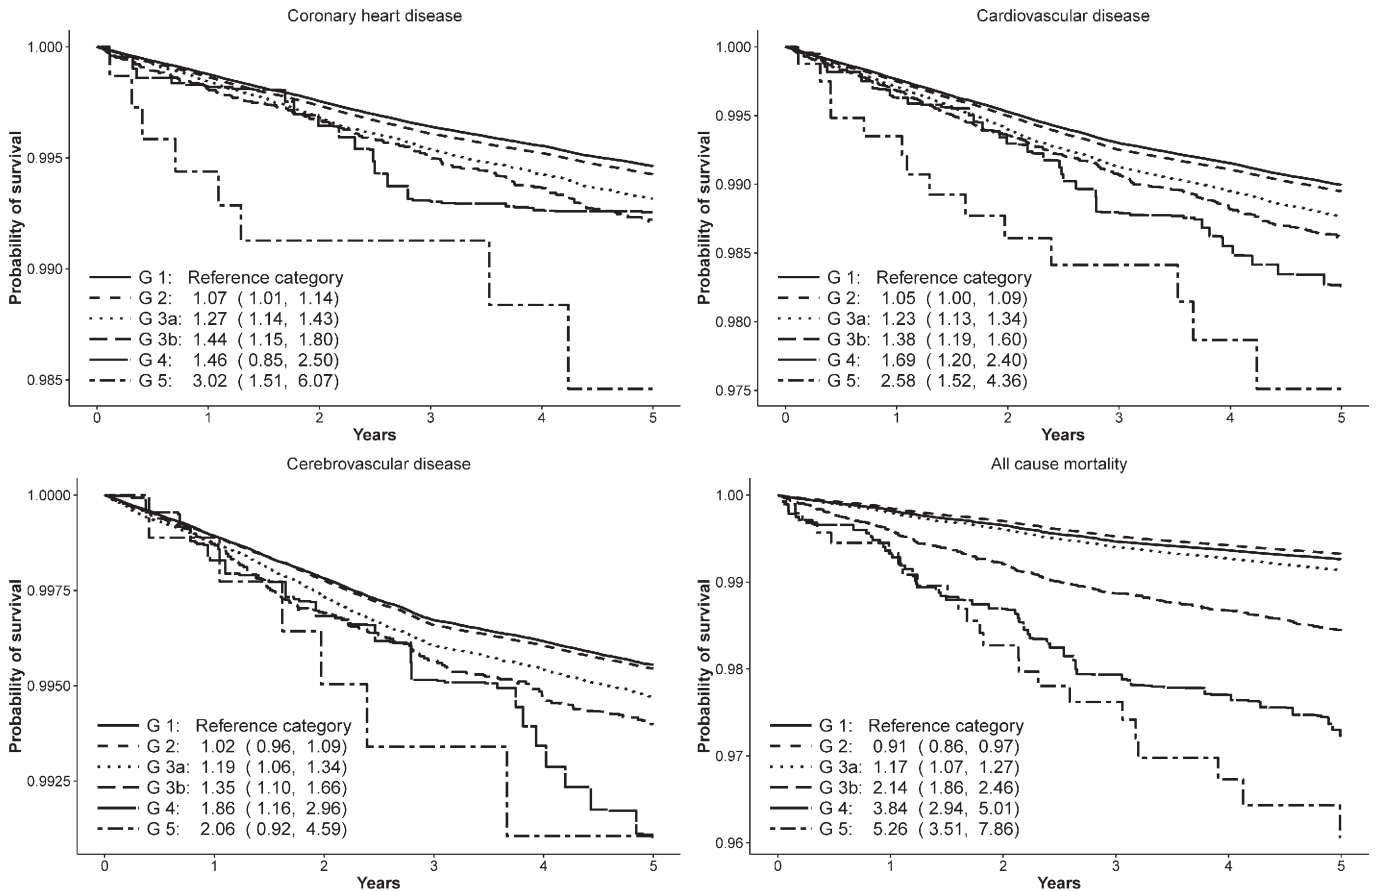 Coronary heart disease
Probability of survival
1.000
0.995
0.990
0.985
G 1: Reference category
G 2: 1.07 ( 1.01, 1.14)
G 3a: 1.27 ( 1.14, 1.43)
G 3b: 1.44 ( 1.15, 1.80)
G 4: 1.46 ( 0.85, 2.50)
G 5: 3.02 ( 1.51, 6.07)
0 1 2 3 4 5
Years
Cardiovascular disease
Probability of survival
1.000
0.995
0.990
0.985
0.980
0.975
G 1: Reference category
G 2: 1.05 ( 1.00, 1.09)
G 3a: 1.23 ( 1.13, 1.34)
G 3b: 1.38 ( 1.19, 1.60)
G 4: 1.69 ( 1.20, 2.40)
G 5: 2.58 ( 1.52, 4.36)
0 1 2 3 4 5
Years
Cerebrovascular disease
Probability of survival
1.0000
0.9975
0.9950
0.9925
G 1: Reference category
G 2: 1.02 ( 0.96, 1.09)
G 3a: 1.19 ( 1.06, 1.34)
G 3b: 1.35 ( 1.10, 1.66)
G 4: 1.86 ( 1.16, 2.96)
G 5: 2.06 ( 0.92, 4.59)
0 1 2 3 4 5
Years
All cause mortality
Probability of survival
1.00
0.99
0.98
0.97
0.96
G 1: Reference category
G 2: 0.91 ( 0.86, 0.97)
G 3a: 1.17 ( 1.07, 1.27)
G 3b: 2.14 ( 1.86, 2.46)
G 4: 3.84 ( 2.94, 5.01)
G 5: 5.26 ( 3.51, 7.86)
0 1 2 3 4 5
Years